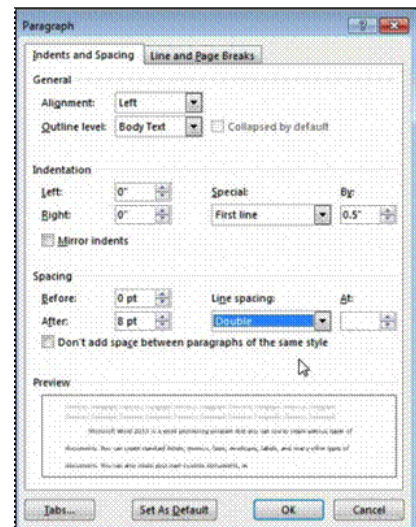 Paragraph
Indents and Spacing Line and Page Breaks
General
Alignment: Left
Outline level: Body Text Collapsed by default
Indentation
Left: 0" Special: By:
Right: 0" First line 0.5"
Mirror indents
Spacing
Before: 0 pt Line spacing: At:
After: 8 pt Double
Don't add space between paragraphs of the same style
Preview
Microsoft Word 2013 is a word processing program that you can use to create various types of
documents. You can create standard letters, memos, faxes, envelopes, labels, and many other types of
documents. You can also make your own custom documents,
Tabs... Set As Default OK Cancel